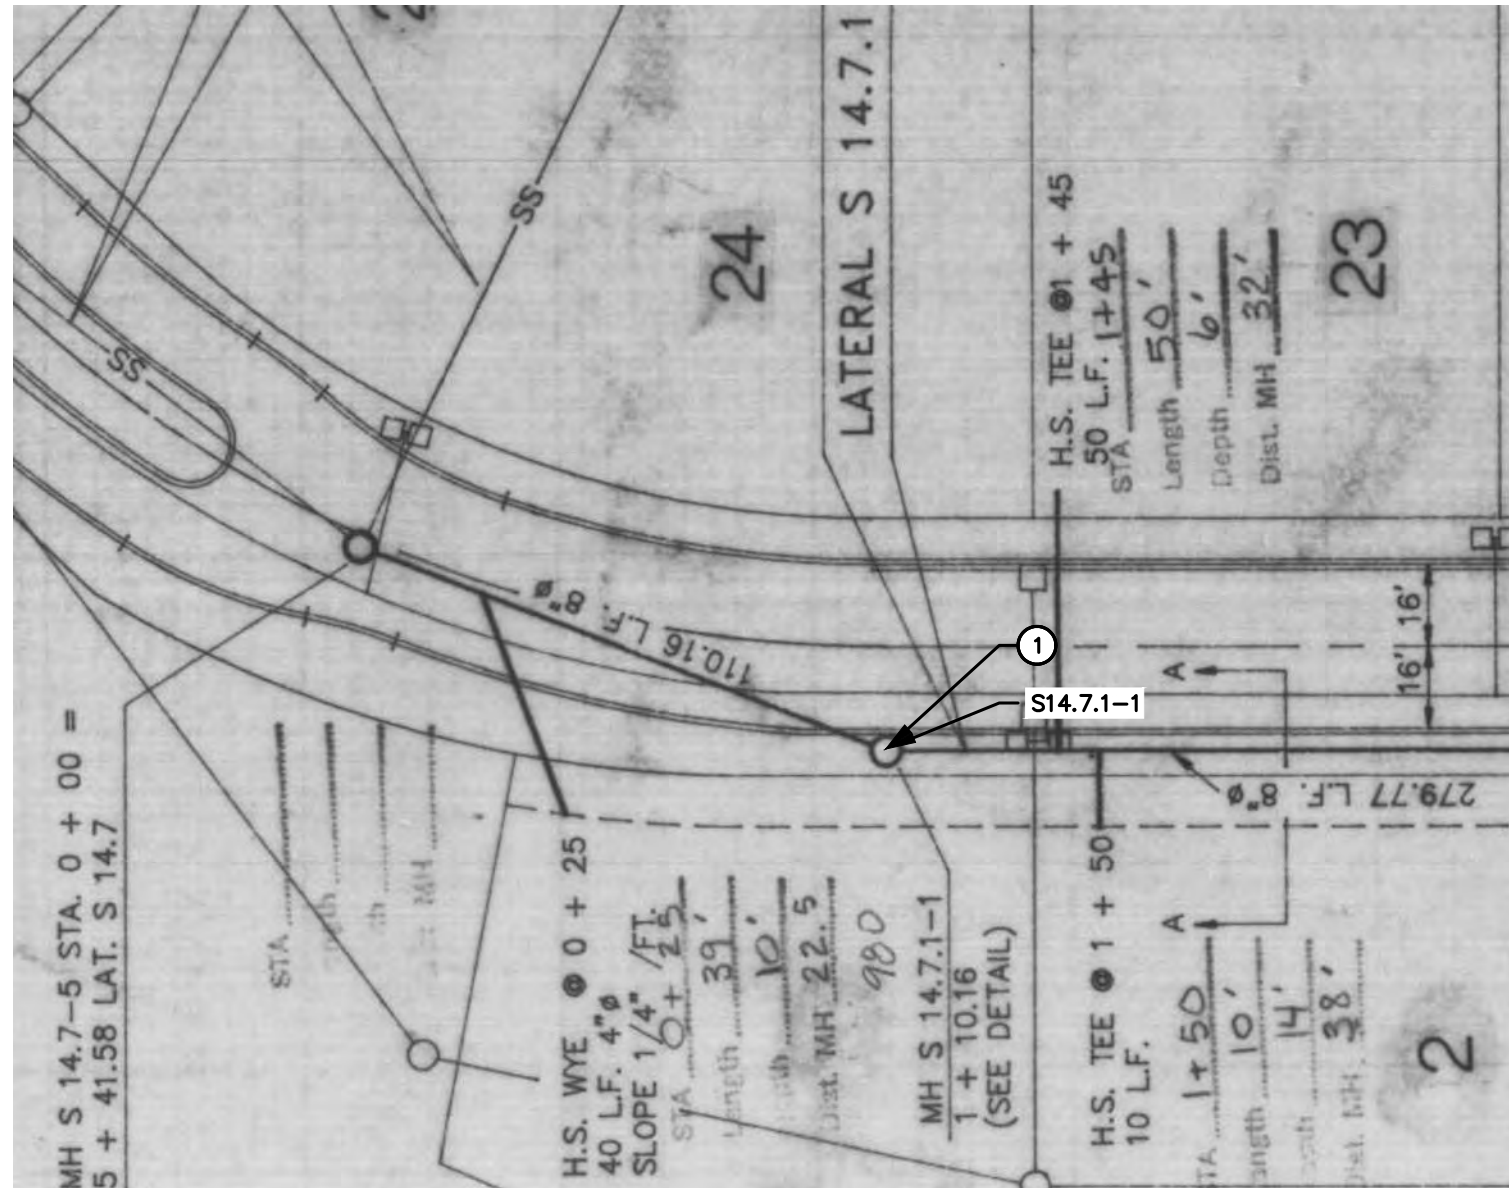 SS
SS
24
23
LATERAL S 14.7.1
H.S. TEE @1 + 45
50 L.F.
STA 1+45
Length 50'
Depth 6'
Dist. MH 32'
110.16 L.F. 8"ø
1
S14.7.1-1
A
A
16'
16'
279.77 L.F. 8"ø
MH S 14.7-5 STA. 0 + 00 =
5 + 41.58 LAT. S 14.7
STA
MH
H.S. WYE @ 0 + 25
40 L.F. 4"ø
SLOPE 1/4" /FT.
STA 0+25
Length 39'
10'
Dist. MH 22.5
980
MH S 14.7.1-1
1 + 10.16
(SEE DETAIL)
H.S. TEE @ 1 + 50
10 L.F.
STA 1+50
Length 10'
14'
Dist. MH. 38'
2